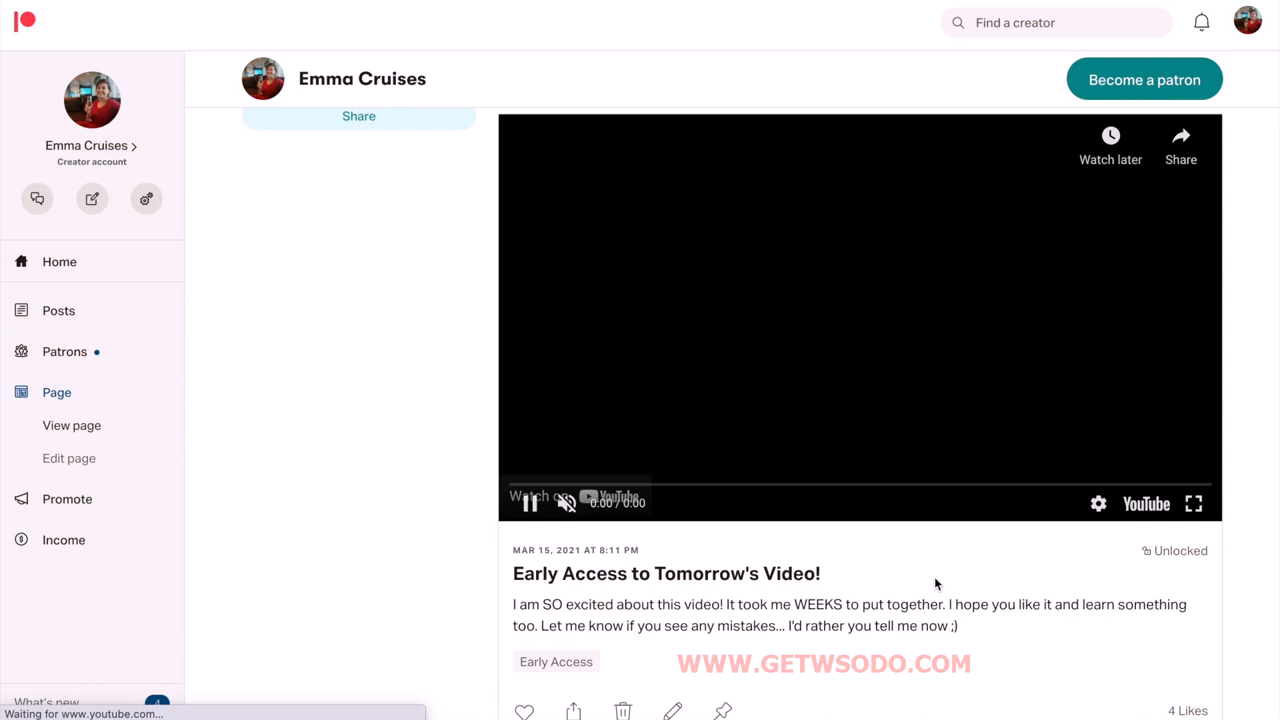 Find a creator
Emma Cruises
Become a patron
Emma Cruises
Creator account
Share
Watch later
Share
Home
Posts
Patrons
Page
View page
Edit page
Promote
Income
Watch on YouTube
0:00 / 0:00
YouTube
MAR 15, 2021 AT 8:11 PM
Unlocked
Early Access to Tomorrow's Video!
I am SO excited about this video! It took me WEEKS to put together. I hope you like it and learn something
too. Let me know if you see any mistakes... I'd rather you tell me now ;)
Early Access
WWW.GETWSODO.COM
What's new
4
4 Likes
Waiting for www.youtube.com...